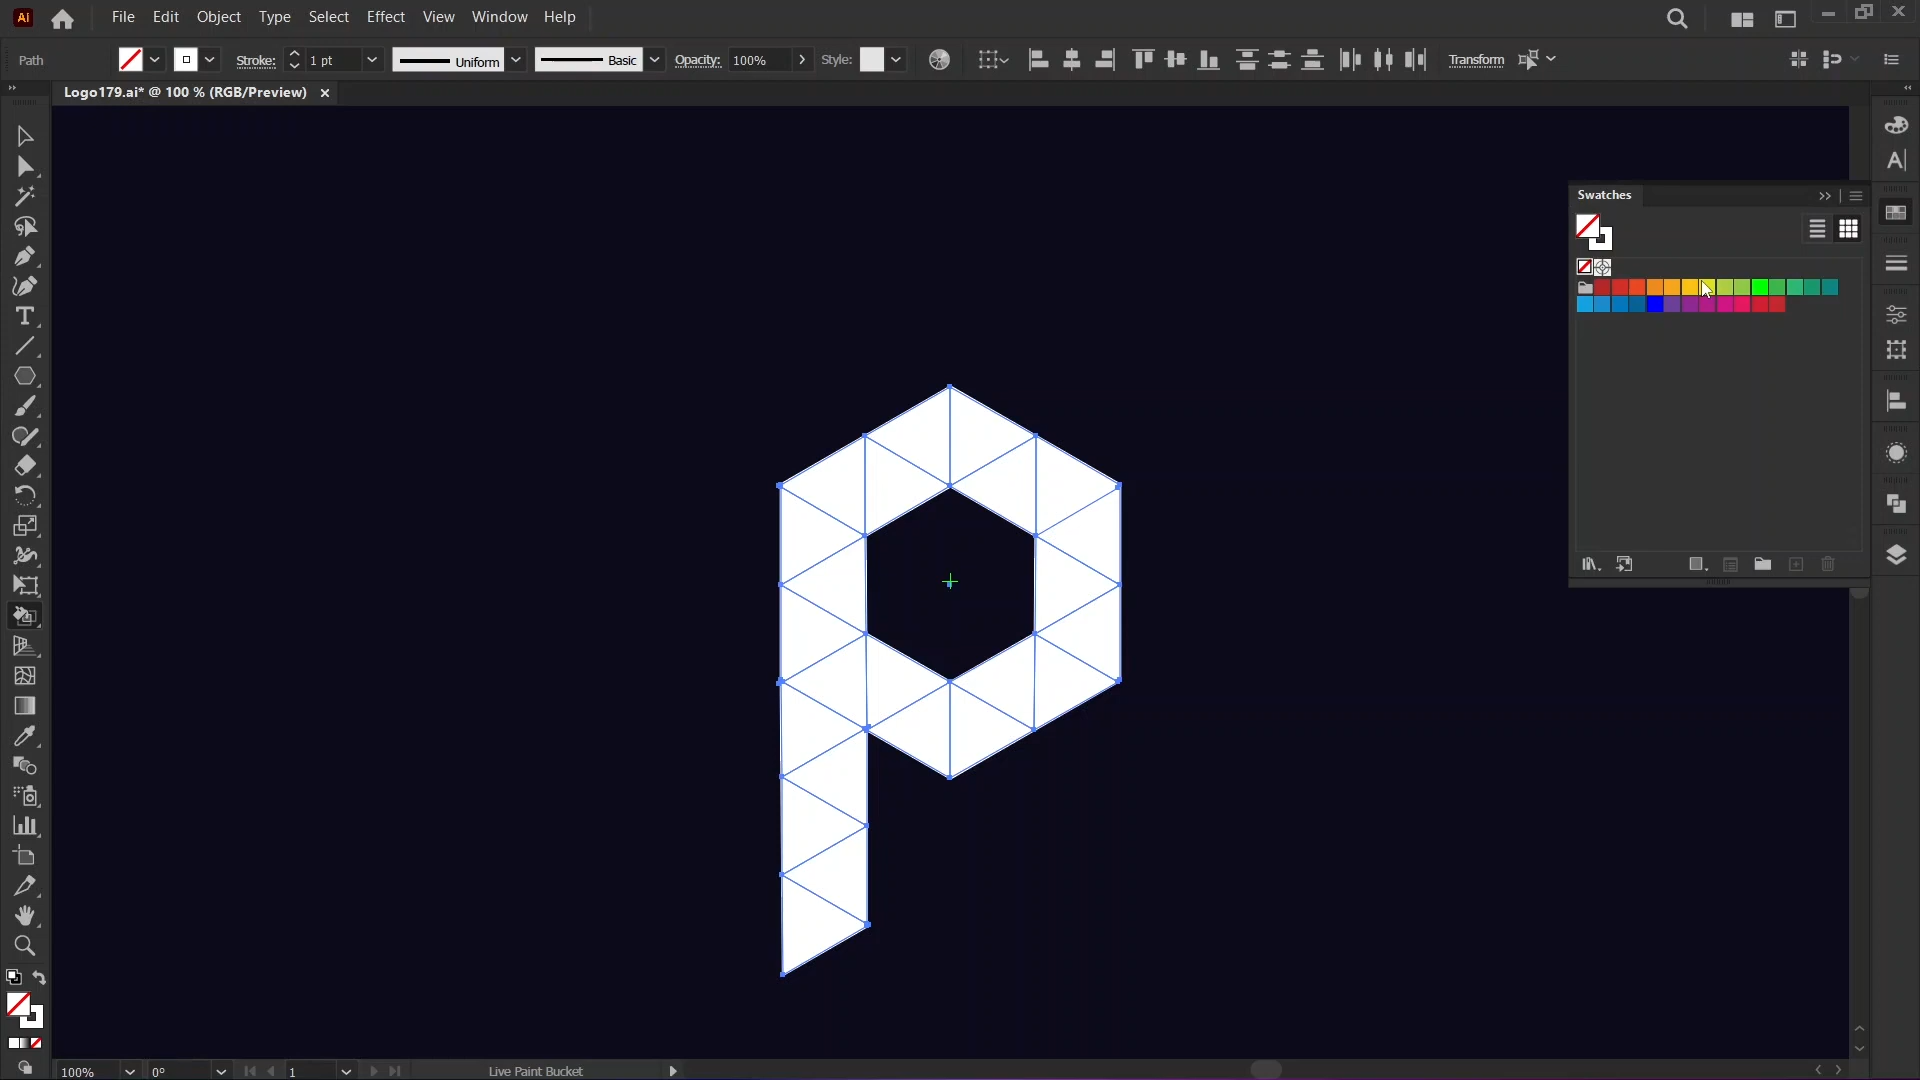 Ai File Edit Object Type Select Effect View Window Help
Path Stroke: 1 pt Uniform Basic Opacity: 100% Style: Transform
Logo179.ai* @ 100 % (RGB/Preview)
Swatches
100% 0° 1 Live Paint Bucket